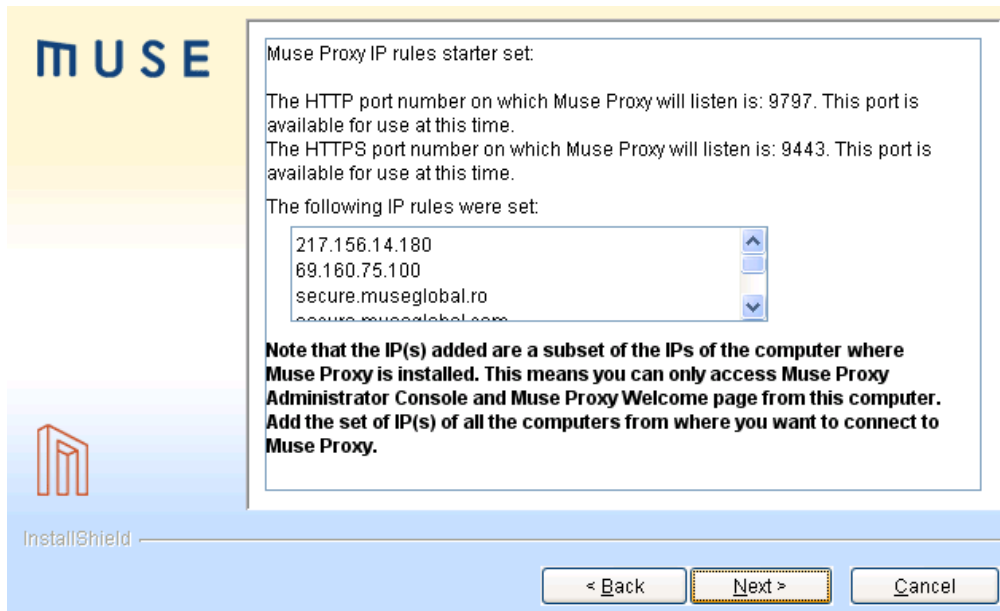 MUSE
Muse Proxy IP rules starter set:
The HTTP port number on which Muse Proxy will listen is: 9797. This port is
available for use at this time.
The HTTPS port number on which Muse Proxy will listen is: 9443. This port is
available for use at this time.
The following IP rules were set:
217.156.14.180
69.160.75.100
secure.museglobal.ro
secure.museglobal.com
Note that the IP(s) added are a subset of the IPs of the computer where
Muse Proxy is installed. This means you can only access Muse Proxy
Administrator Console and Muse Proxy Welcome page from this computer.
Add the set of IP(s) of all the computers from where you want to connect to
Muse Proxy.
InstallShield
< Back
Next >
Cancel